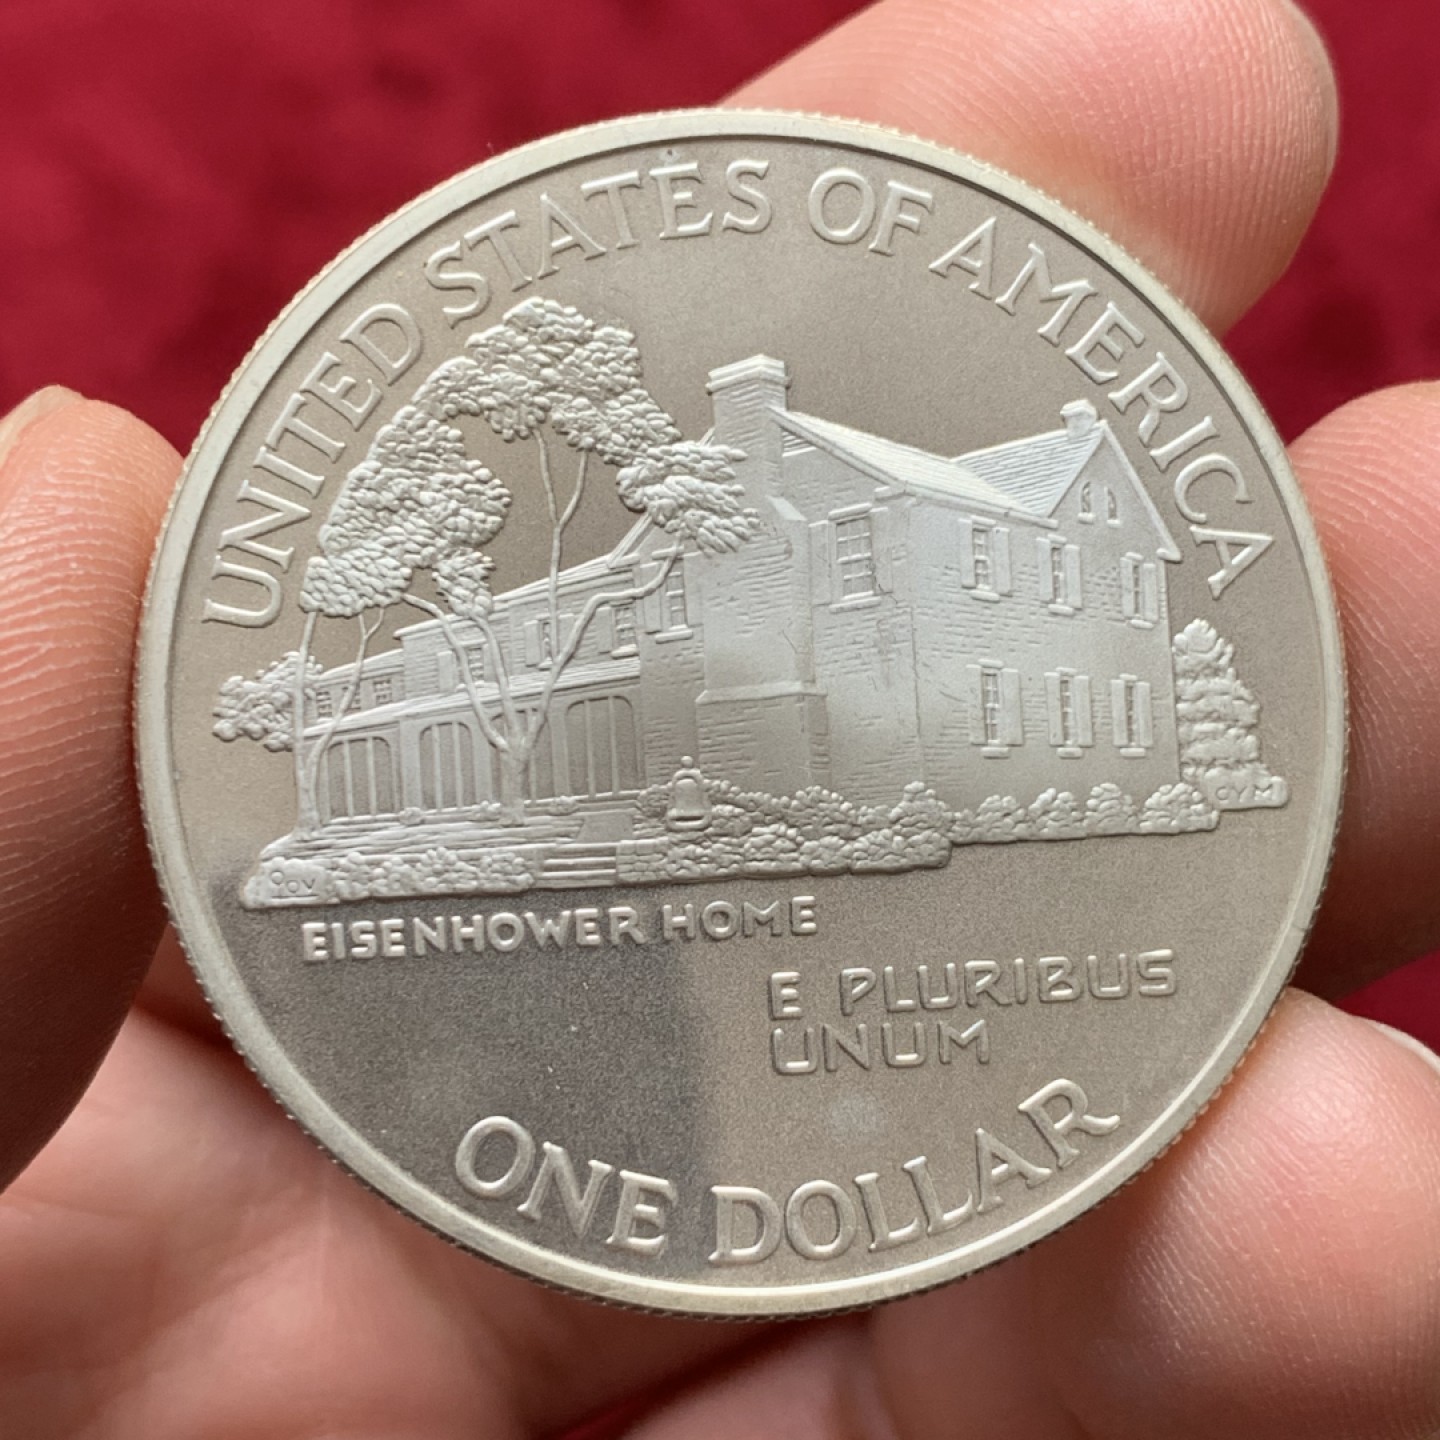 UNITED STATES OF AMERICA
EISENHOWER HOME
E PLURIBUS
UNUM
ONE DOLLAR